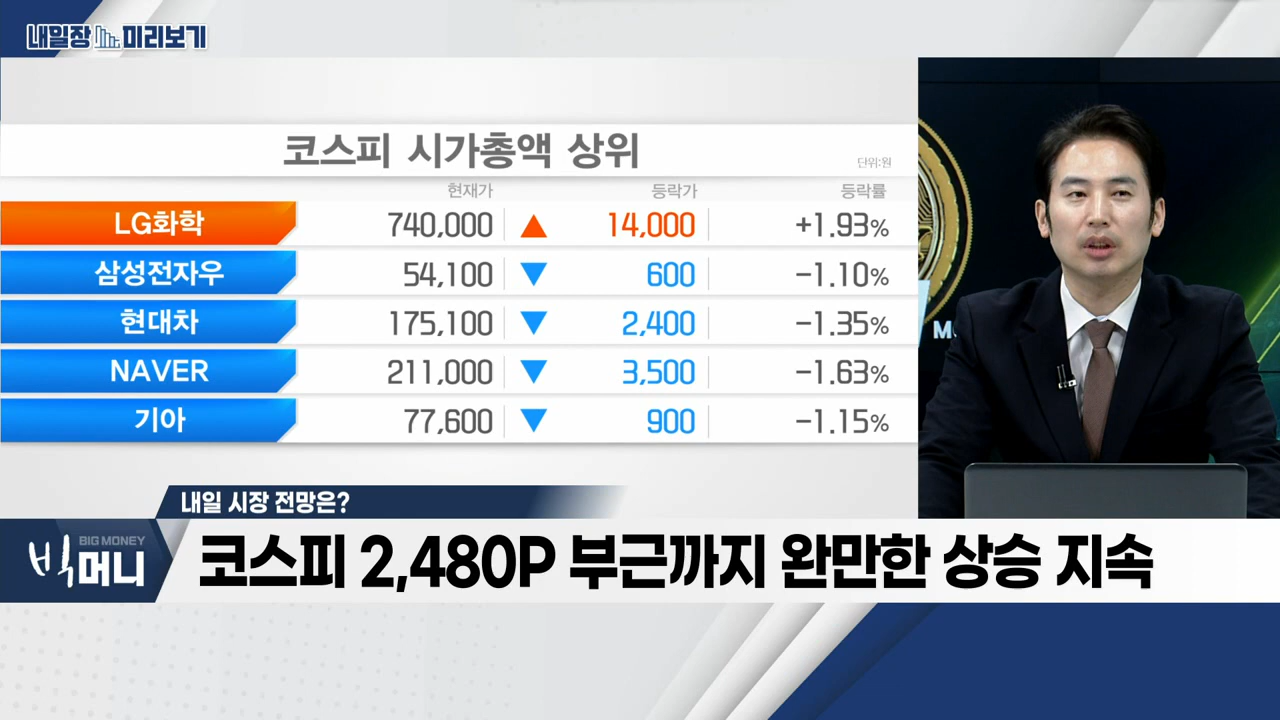 내일장 미리보기
코스피 시가총액 상위
단위:원
현재가 등락가 등락률
LG화학 740,000 ▲ 14,000 +1.93%
삼성전자우 54,100 ▼ 600 -1.10%
현대차 175,100 ▼ 2,400 -1.35%
NAVER 211,000 ▼ 3,500 -1.63%
기아 77,600 ▼ 900 -1.15%
M
내일 시장 전망은?
BIG MONEY
빅머니
코스피 2,480P 부근까지 완만한 상승 지속